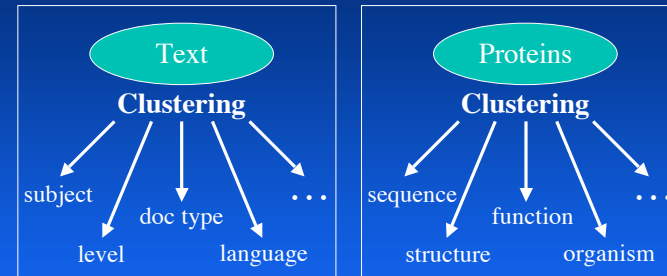 Text
Clustering
subject
doc type
...
level
language
Proteins
Clustering
sequence
function
...
structure
organism